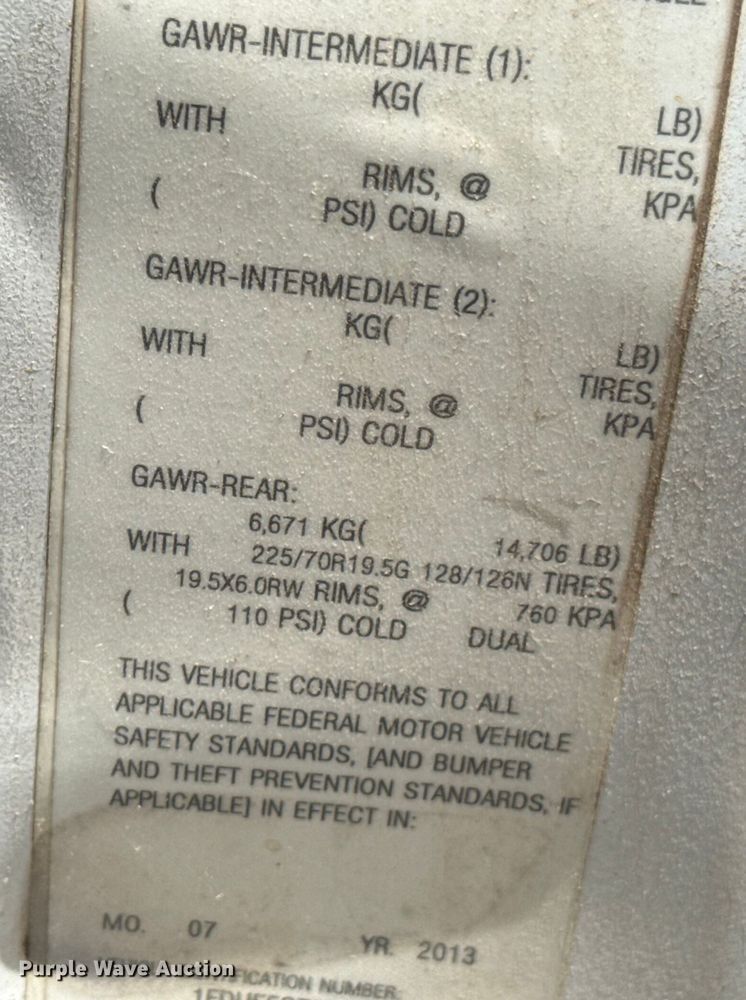 GAWR-INTERMEDIATE (1):
KG( LB)
WITH TIRES,
RIMS, @ KPA
( PSI) COLD
GAWR-INTERMEDIATE (2):
KG( LB)
WITH TIRES,
RIMS, @ KPA
( PSI) COLD
GAWR-REAR:
6,671 KG( 14,706 LB)
WITH 225/70R19.5G 128/126N TIRES,
19.5X6.0RW RIMS, @ 760 KPA
( 110 PSI) COLD DUAL
THIS VEHICLE CONFORMS TO ALL
APPLICABLE FEDERAL MOTOR VEHICLE
SAFETY STANDARDS, [AND BUMPER
AND THEFT PREVENTION STANDARDS, IF
APPLICABLE] IN EFFECT IN:
MO. 07 YR. 2013
NUMBER:
Purple Wave Auction